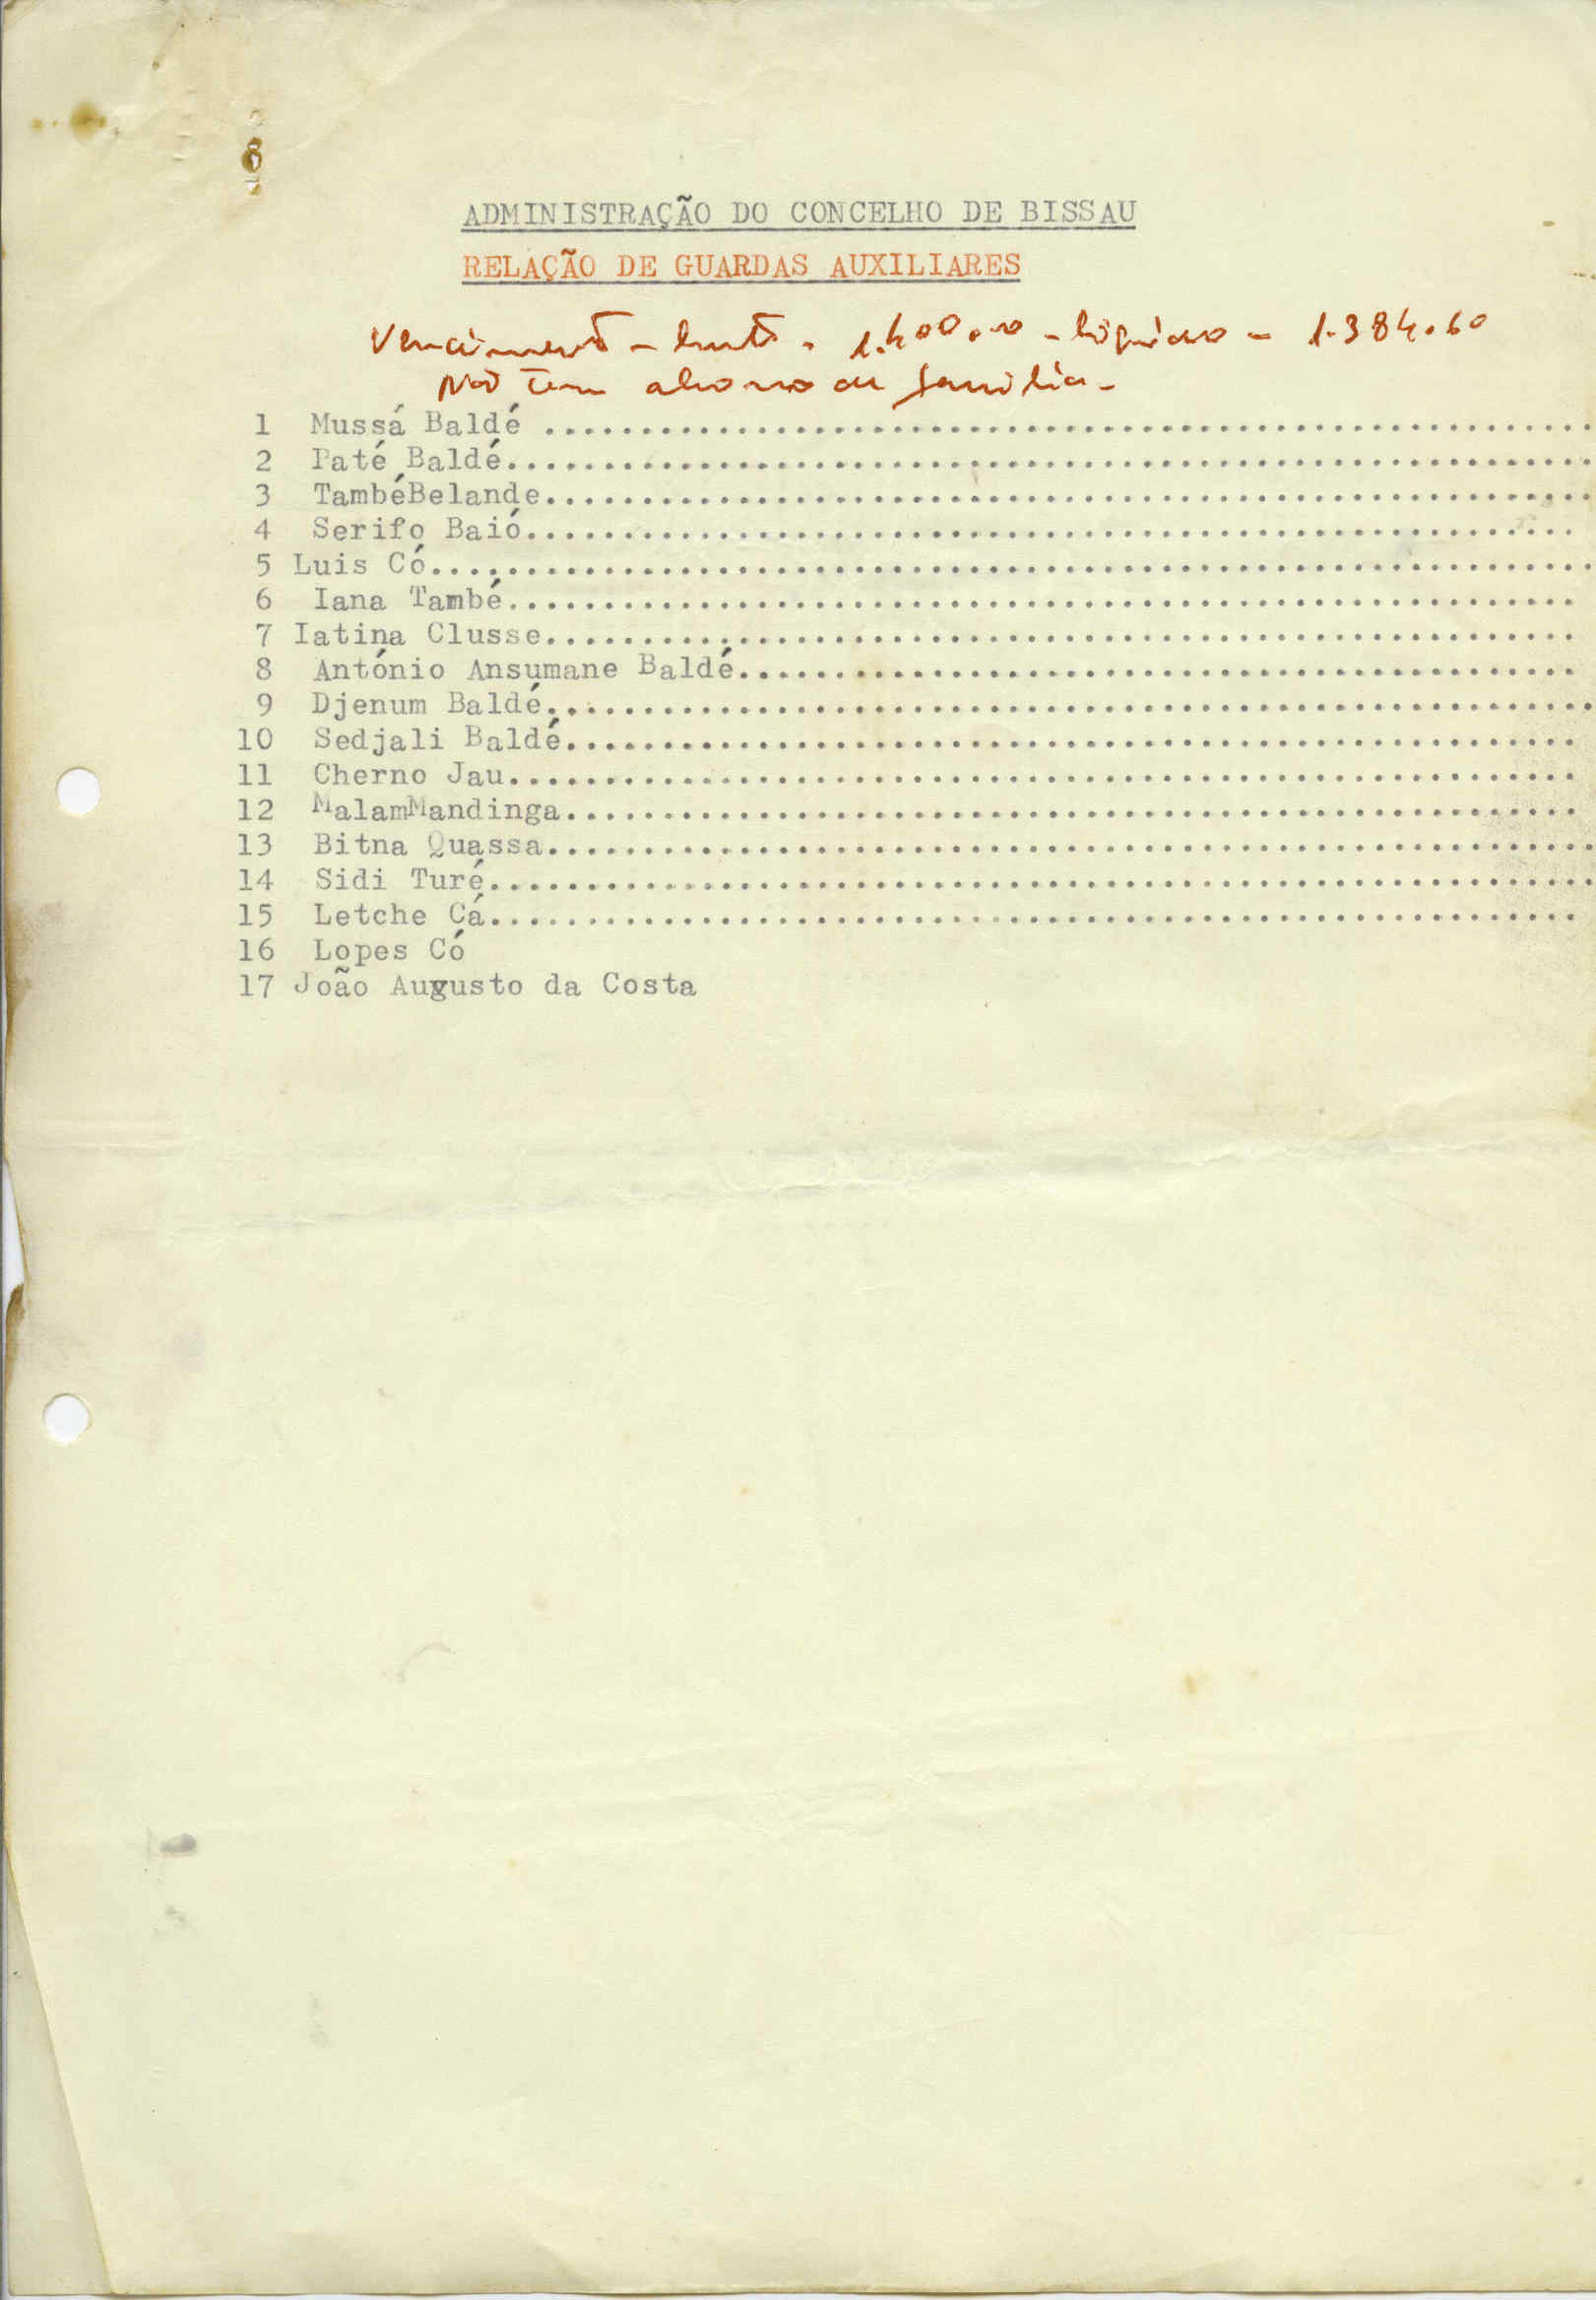 ADMINISTRAÇÃO DO CONCELHO DE BISSAU
RELAÇÃO DE GUARDAS AUXILIARES
Vencimento - bruto - 1.400.00 - líquido - 1.384.60
Não tem abono de família -
1 Mussá Baldé ......................................................
2 Paté Baldé........................................................
3 TambéBelande......................................................
4 Serifo Baió.......................................................
5 Luis Có............................................................
6 Iana També........................................................
7 Iatina Clusse......................................................
8 António Ansumane Baldé............................................
9 Djenum Baldé......................................................
10 Sedjali Baldé.....................................................
11 Cherno Jau........................................................
12 MalamMandinga.....................................................
13 Bitna Quassa......................................................
14 Sidi Turé.........................................................
15 Letche Cá.........................................................
16 Lopes Có
17 João Augusto da Costa